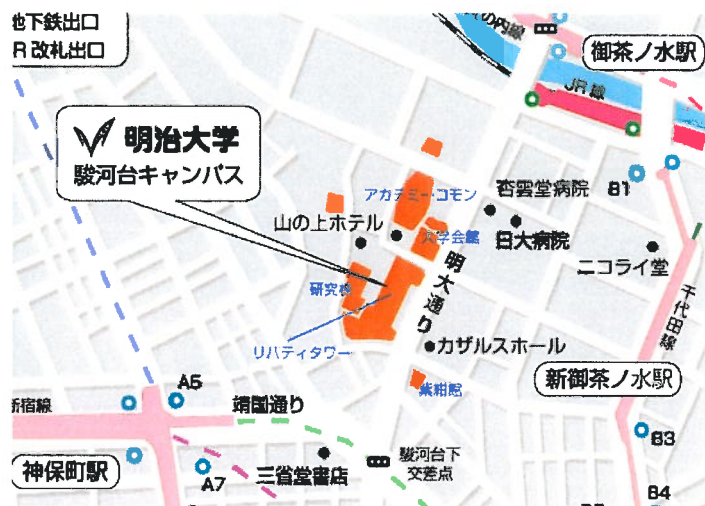 地下鉄出口
R改札出口
の内線
御茶ノ水駅
JR線
明治大学
駿河台キャンパス
アカデミーコモン
杏雲堂病院
B1
山の上ホテル
大学会館
日大病院
ニコライ堂
明大通り
研究棟
千代田線
リバティタワー
カザルスホール
新御茶ノ水駅
紫紺館
A5
新宿線
靖国通り
B3
神保町駅
A7
三省堂書店
駿河台下
交差点
B4